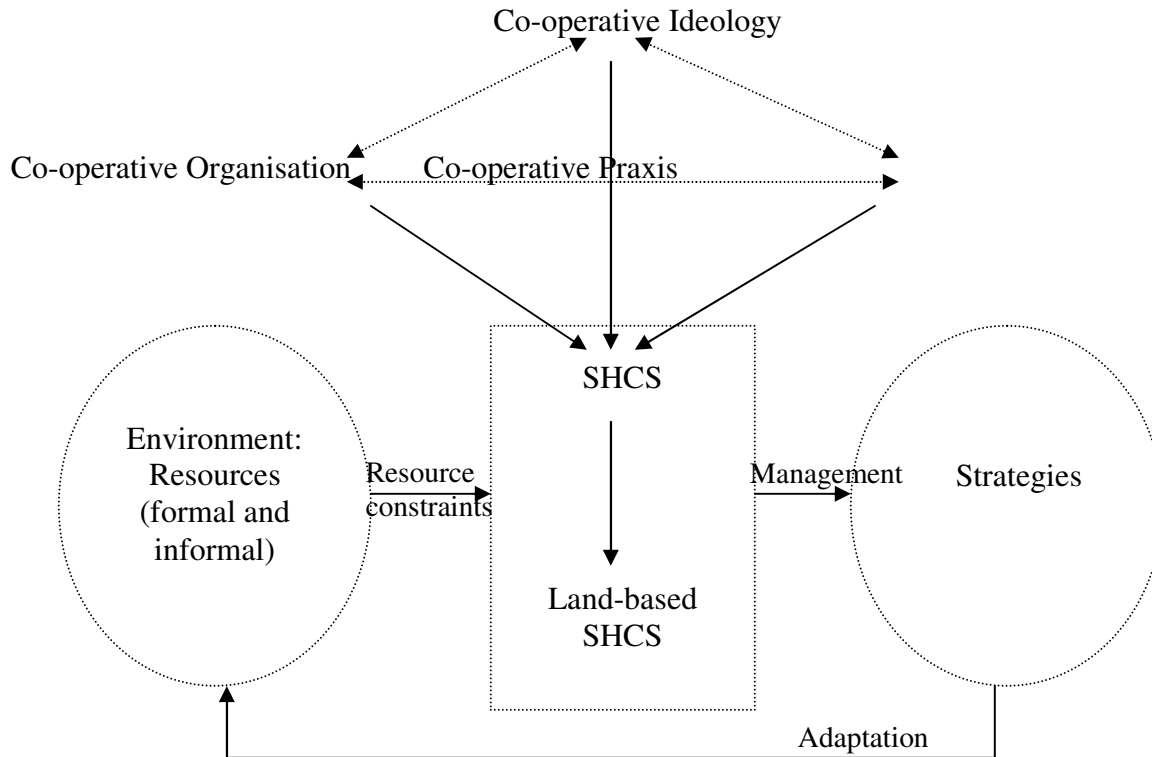 Co-operative Ideology
Co-operative Organisation
Co-operative Praxis
SHCS
Environment:
Resources
(formal and
informal)
Resource
constraints
Management
Strategies
Land-based
SHCS
Adaptation